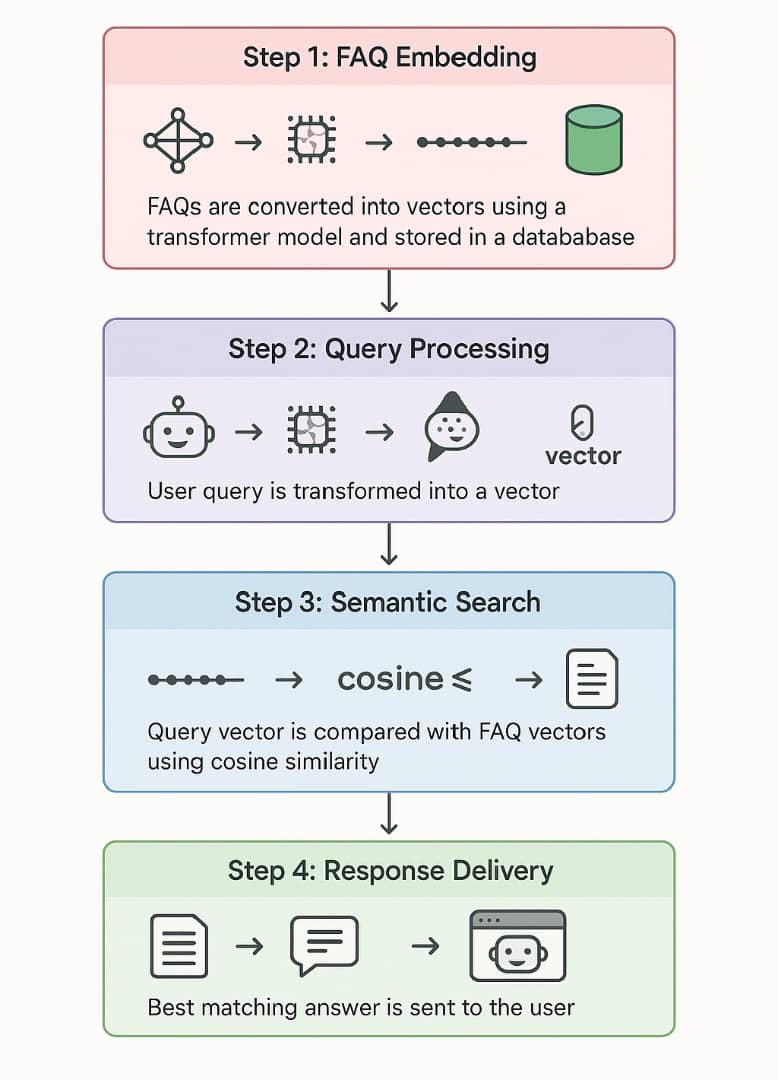 Step 1: FAQ Embedding
FAQs are converted into vectors using a
transformer model and stored in a datababase
Step 2: Query Processing
vector
User query is transformed into a vector
Step 3: Semantic Search
cosine ⩽
Query vector is compared with FAQ vectors
using cosine similarity
Step 4: Response Delivery
Best matching answer is sent to the user